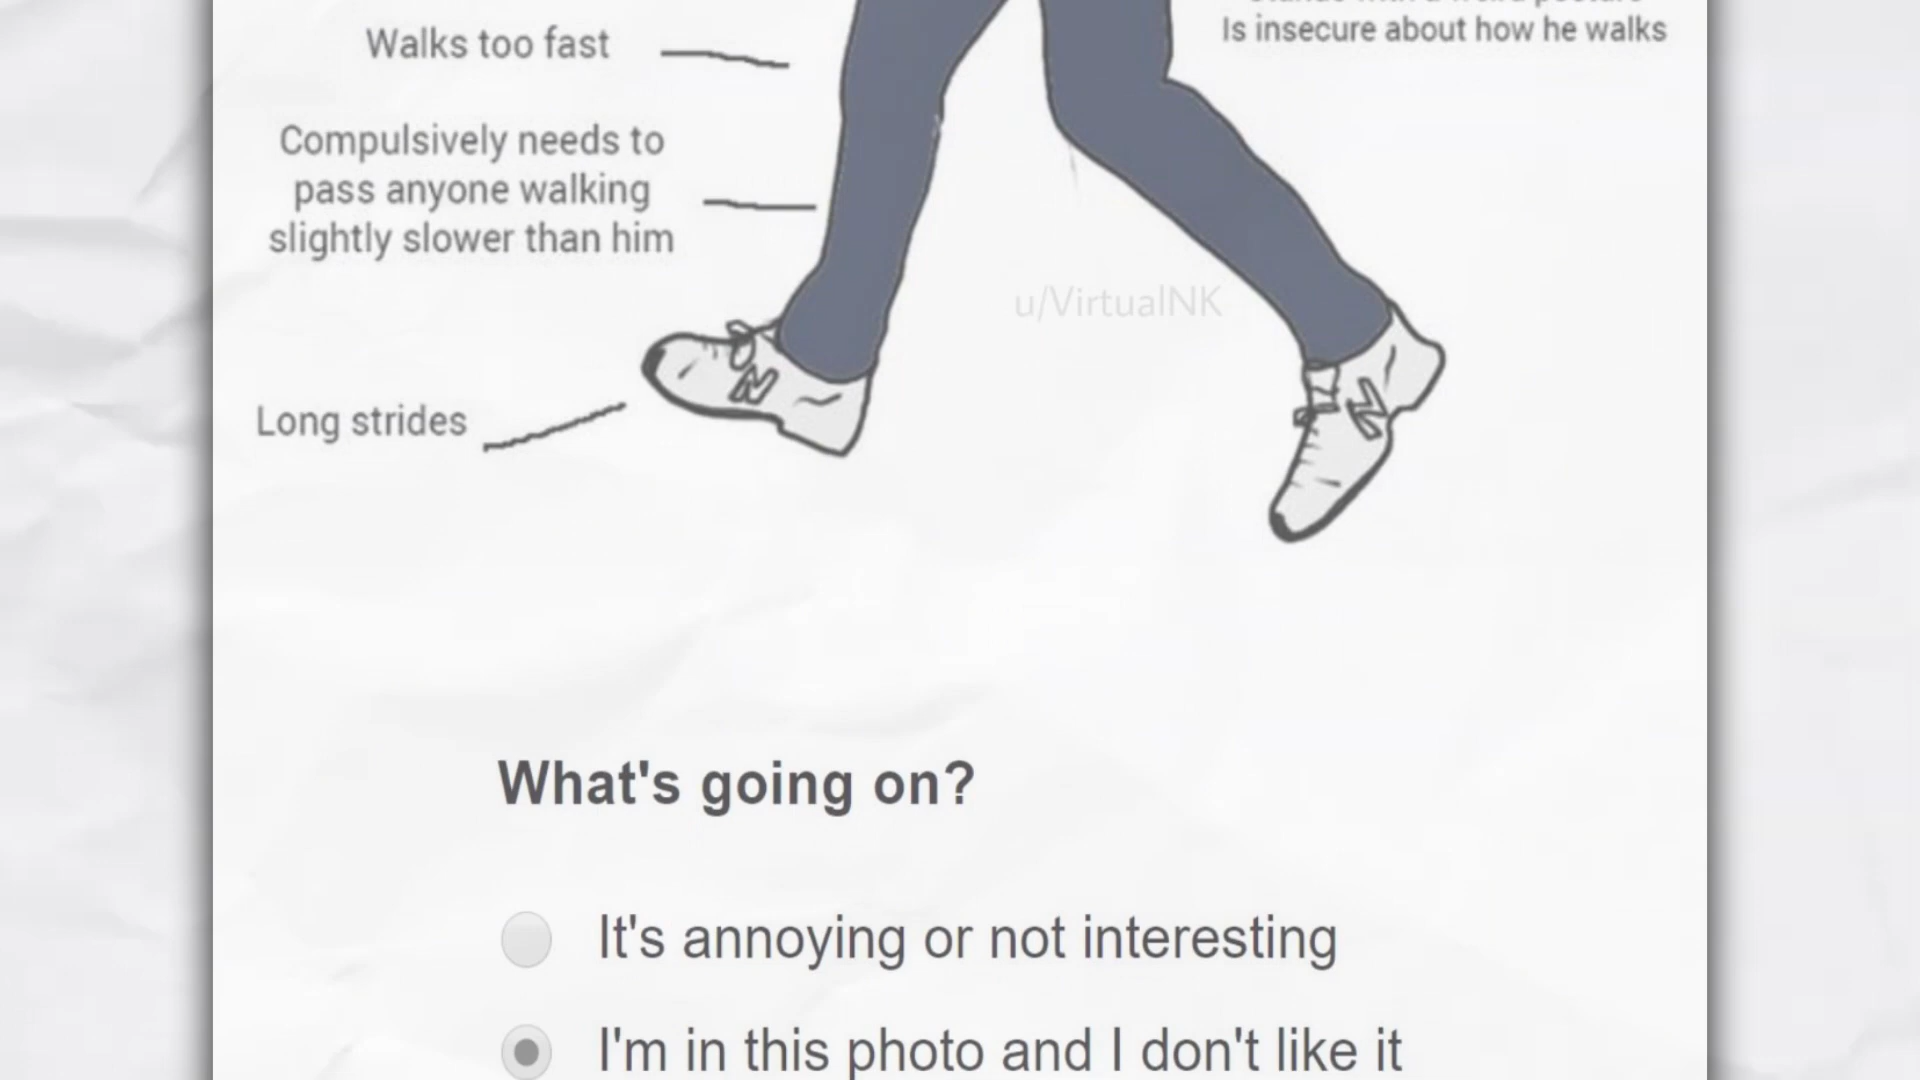 Is insecure about how he walks
Walks too fast
Compulsively needs to
pass anyone walking
slightly slower than him
u/VirtualNK
Long strides
What's going on?
It's annoying or not interesting
I'm in this photo and I don't like it